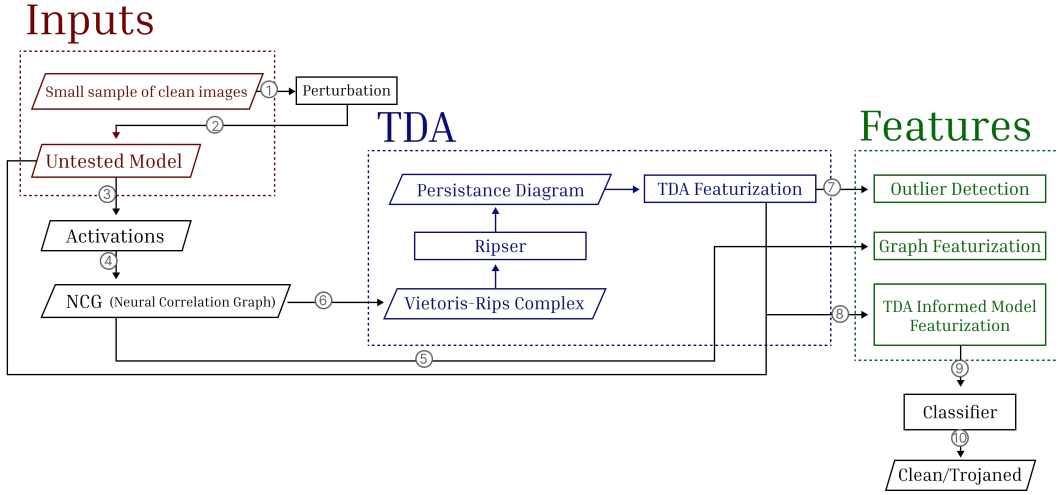 Inputs
Small sample of clean images
1
Perturbation
2
Untested Model
3
Activations
4
NCG (Neural Correlation Graph)
6
5
TDA
Persistance Diagram
TDA Featurization
Ripser
Vietoris-Rips Complex
7
8
Features
Outlier Detection
Graph Featurization
TDA Informed Model
Featurization
9
Classifier
10
Clean/Trojaned